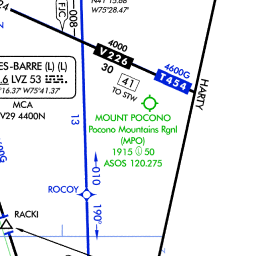 24
FJC
008
N41°15.68
W75°28.47'
4000
V226
30
41
TO STW
4600G
T454
HARTY
ES-BARRE (L) (L)
.6 LVZ 53
°16.37' W75°41.37'
MCA
V29 4400N
13
MOUNT POCONO
Pocono Mountains Rgnl
(MPO)
1915 50
ASOS 120.275
00G
010
ROCOY
190°
RACKI